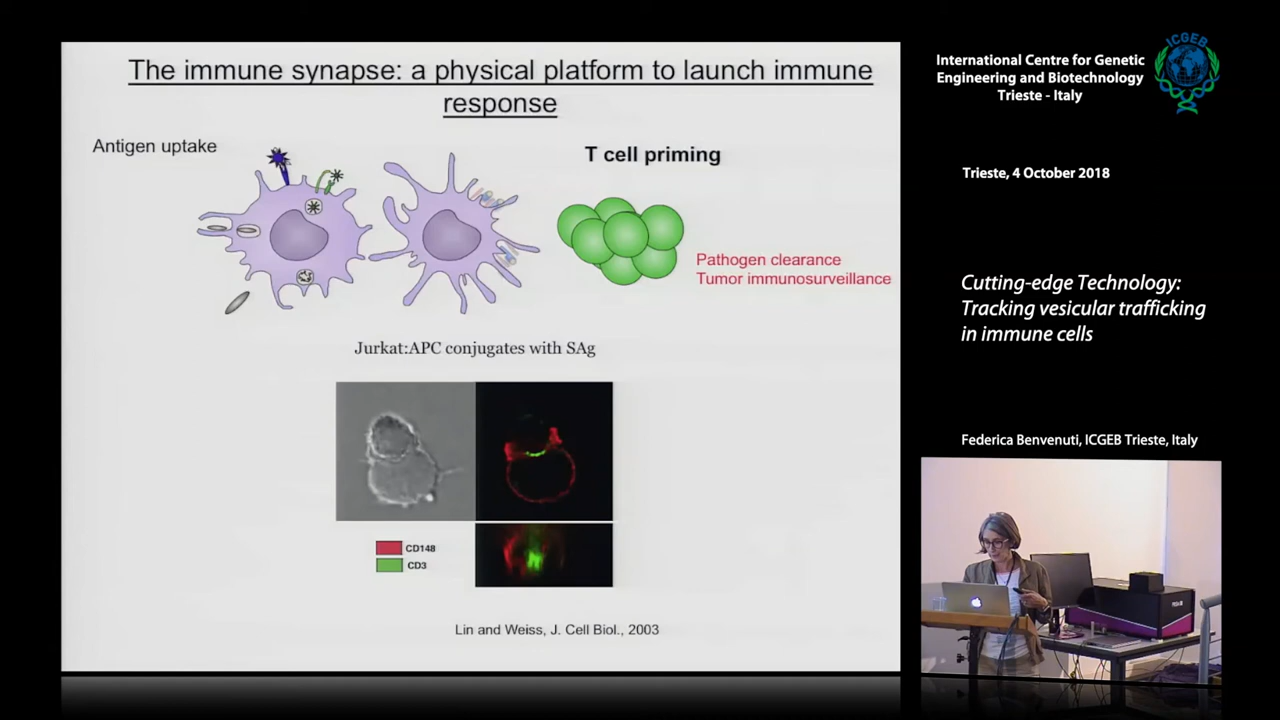 The immune synapse: a physical platform to launch immune
response
Antigen uptake
T cell priming
Pathogen clearance
Tumor immunosurveillance
Jurkat:APC conjugates with SAg
CD148
CD3
Lin and Weiss, J. Cell Biol., 2003
International Centre for Genetic
Engineering and Biotechnology
Trieste - Italy
ICGEB
Trieste, 4 October 2018
Cutting-edge Technology:
Tracking vesicular trafficking
in immune cells
Federica Benvenuti, ICGEB Trieste, Italy